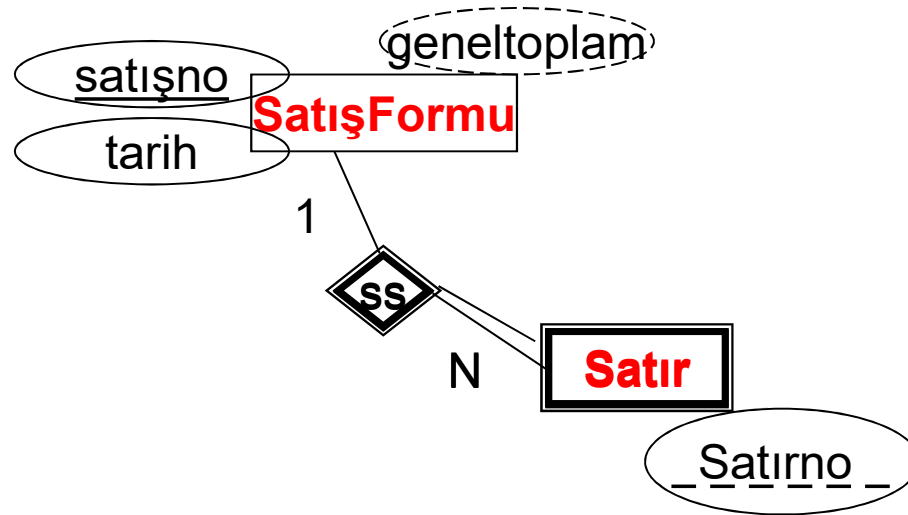 geneltoplam
satışno
SatışFormu
tarih
1
ss
N
Satır
Satırno